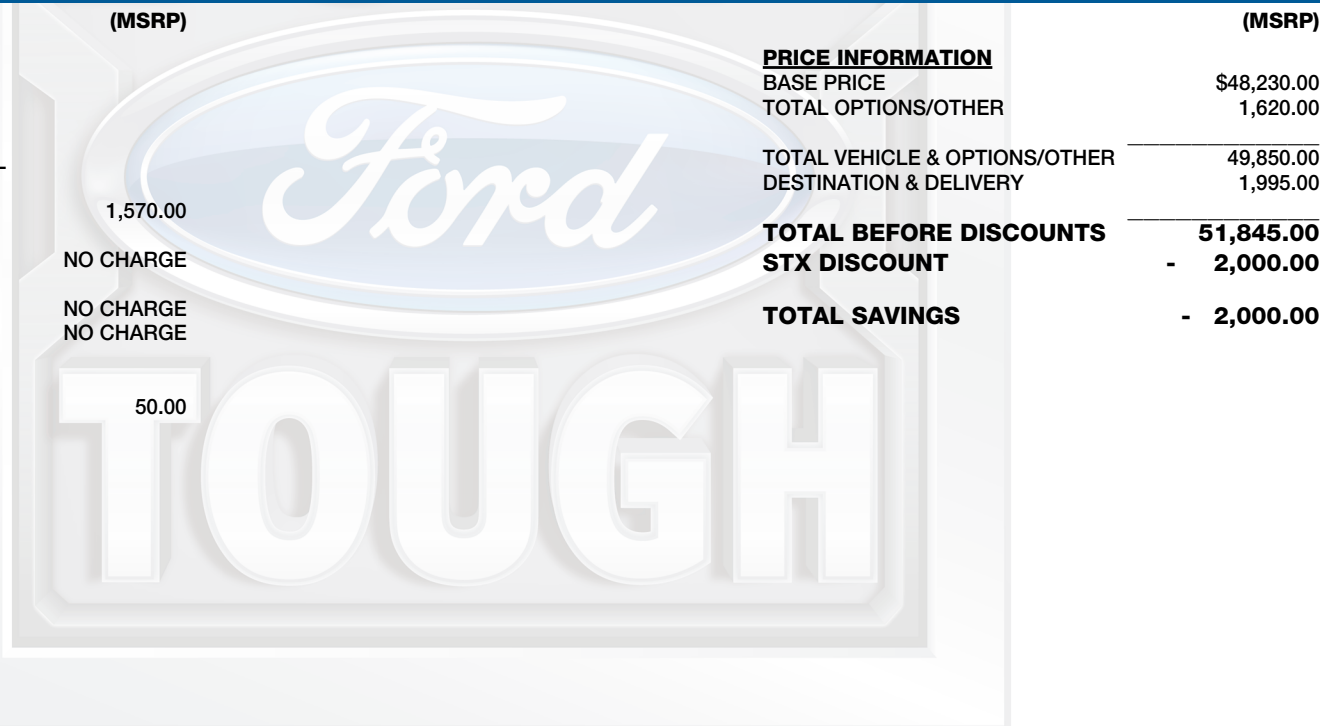 (MSRP)
1,570.00
NO CHARGE
NO CHARGE
NO CHARGE
50.00
(MSRP)
PRICE INFORMATION
BASE PRICE $48,230.00
TOTAL OPTIONS/OTHER 1,620.00
TOTAL VEHICLE & OPTIONS/OTHER 49,850.00
DESTINATION & DELIVERY 1,995.00
TOTAL BEFORE DISCOUNTS 51,845.00
STX DISCOUNT - 2,000.00
TOTAL SAVINGS - 2,000.00
Ford
TOUGH